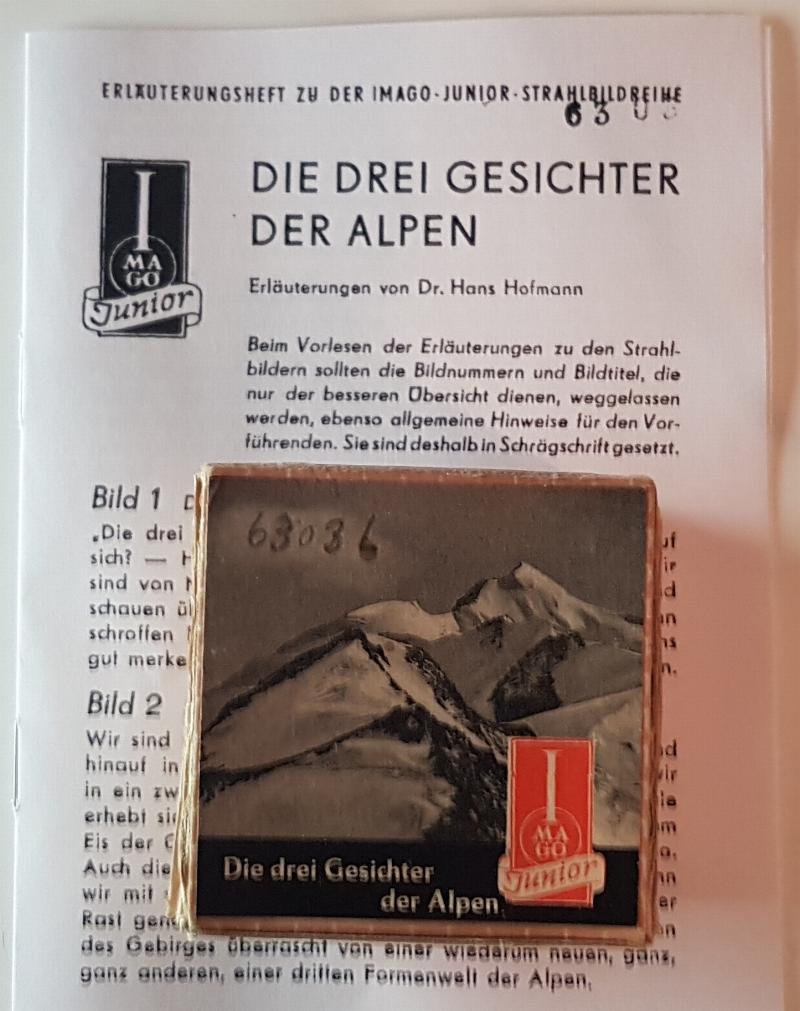 ERLÄUTERUNGSHEFT ZU DER IMAGO-JUNIOR-STRAHLBILDREIHE
63 03
I
MA
GO
Junior
DIE DREI GESICHTER
DER ALPEN
Erläuterungen von Dr. Hans Hofmann
Beim Vorlesen der Erläuterungen zu den Strahl-
bildern sollten die Bildnummern und Bildtitel, die
nur der besseren Übersicht dienen, weggelassen
werden, ebenso allgemeine Hinweise für den Vor-
führenden. Sie sind deshalb in Schrägschrift gesetzt.
Bild 1
„Die drei
sich? —
sind von
schauen
schroffen
gut merke
Bild 2
Wir sind
hinauf in
in ein
erhebt
Eis der
Auch die
wir mit
Rast
des Gebirges überrascht von einer wiederum neuen, ganz,
ganz anderen, einer dritten Formenwelt der Alpen.
63036
Die drei Gesichter
der Alpen
I
MA
GO
Junior